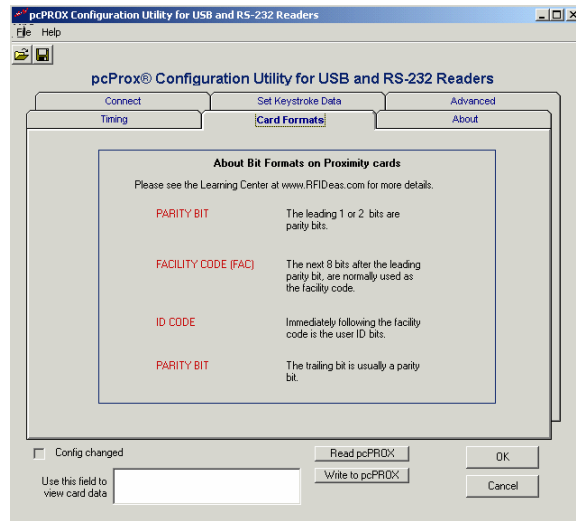 pcPROX Configuration Utility for USB and RS-232 Readers
File Help
pcProx® Configuration Utility for USB and RS-232 Readers
Connect Set Keystroke Data Advanced
Timing Card Formats About
About Bit Formats on Proximity cards
Please see the Learning Center at www.RFIDeas.com for more details.
PARITY BIT The leading 1 or 2 bits are
parity bits.
FACILITY CODE (FAC) The next 8 bits after the leading
parity bit, are normally used as
the facility code.
ID CODE Immediately following the facility
code is the user ID bits.
PARITY BIT The trailing bit is usually a parity
bit.
Config changed Read pcPROX OK
Use this field to Write to pcPROX
view card data Cancel